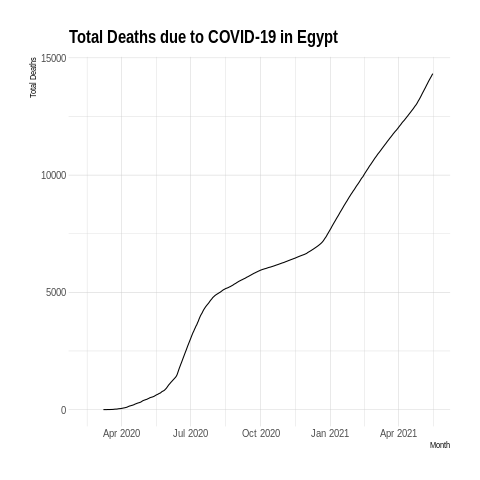 Total Deaths due to COVID-19 in Egypt
Total Deaths
15000
10000
5000
0
Apr 2020 Jul 2020 Oct 2020 Jan 2021 Apr 2021
Month